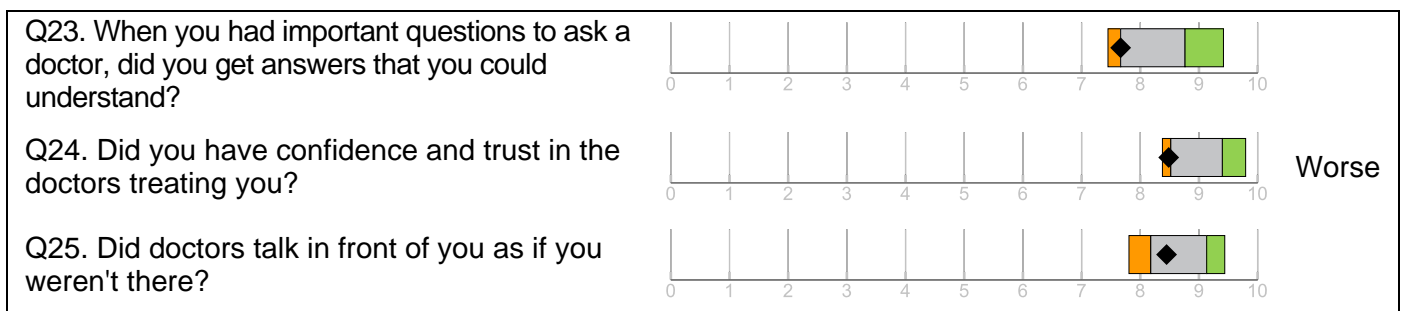 Q23. When you had important questions to ask a
doctor, did you get answers that you could
understand?
0 1 2 3 4 5 6 7 8 9 10
Q24. Did you have confidence and trust in the
doctors treating you?
Worse
0 1 2 3 4 5 6 7 8 9 10
Q25. Did doctors talk in front of you as if you
weren't there?
0 1 2 3 4 5 6 7 8 9 10